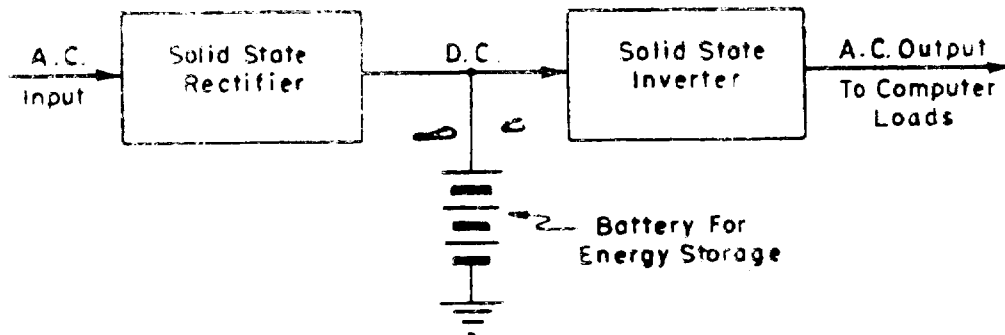 A.C.
Input
Solid State
Rectifier
D.C.
Solid State
Inverter
A.C. Output
To Computer
Loads
Battery For
Energy Storage